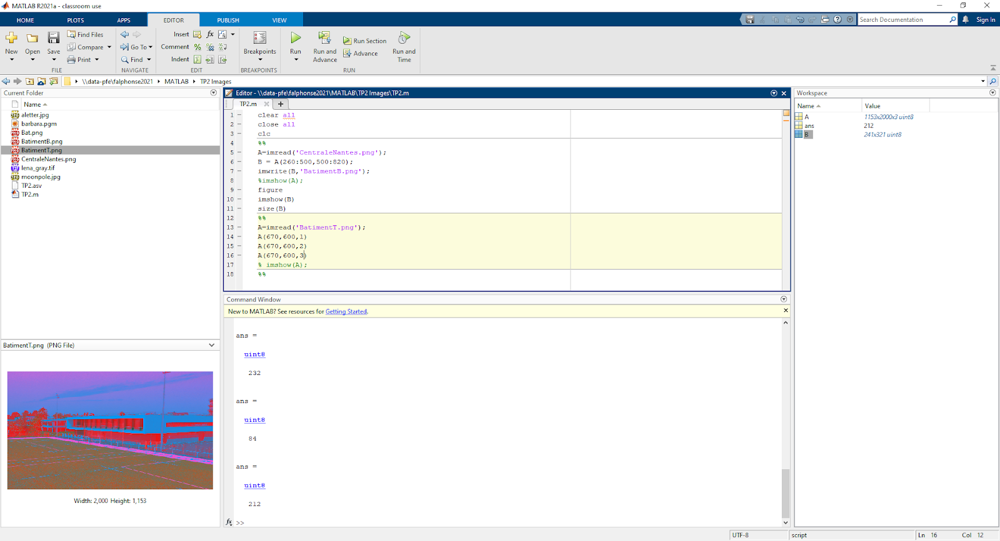 MATLAB R2021a - classroom use
HOME PLOTS APPS EDITOR PUBLISH VIEW
Search Documentation
Sign In
New
Open
Save
Find Files
Compare
Print
FILE
Go To
Find
NAVIGATE
Insert
Comment
Indent
EDIT
Breakpoints
BREAKPOINTS
Run
Run and
Advance
Run Section
Advance
Run and
Time
RUN
\\data-pfe\falphonse2021 MATLAB TP2 Images
Current Folder
Name
aletter.jpg
barbara.pgm
Bat.png
BatimentB.png
BatimentT.png
CentraleNantes.png
lena_gray.tif
moonpole.jpg
TP2.asv
TP2.m
BatimentT.png (PNG File)
Width: 2,000 Height: 1,153
Editor - \\data-pfe\falphonse2021\MATLAB\TP2 Images\TP2.m
TP2.m
1 - clear all
2 - close all
3 - clc
4 %%
5 - A=imread('CentraleNantes.png');
6 - B = A(260:500,500:820);
7 - imwrite(B,'BatimentB.png');
8 %imshow(A);
9 - figure
10 - imshow(B)
11 - size(B)
12 %%
13 - A=imread('BatimentT.png');
14 - A(670,600,1)
15 - A(670,600,2)
16 - A(670,600,3)
17 % imshow(A);
18 %%
Command Window
New to MATLAB? See resources for Getting Started.
ans =
uint8
232
ans =
uint8
84
ans =
uint8
212
fx >>
Workspace
Name Value
A 1153x2000x3 uint8
ans 212
B 241x321 uint8
UTF-8 script Ln 16 Col 12